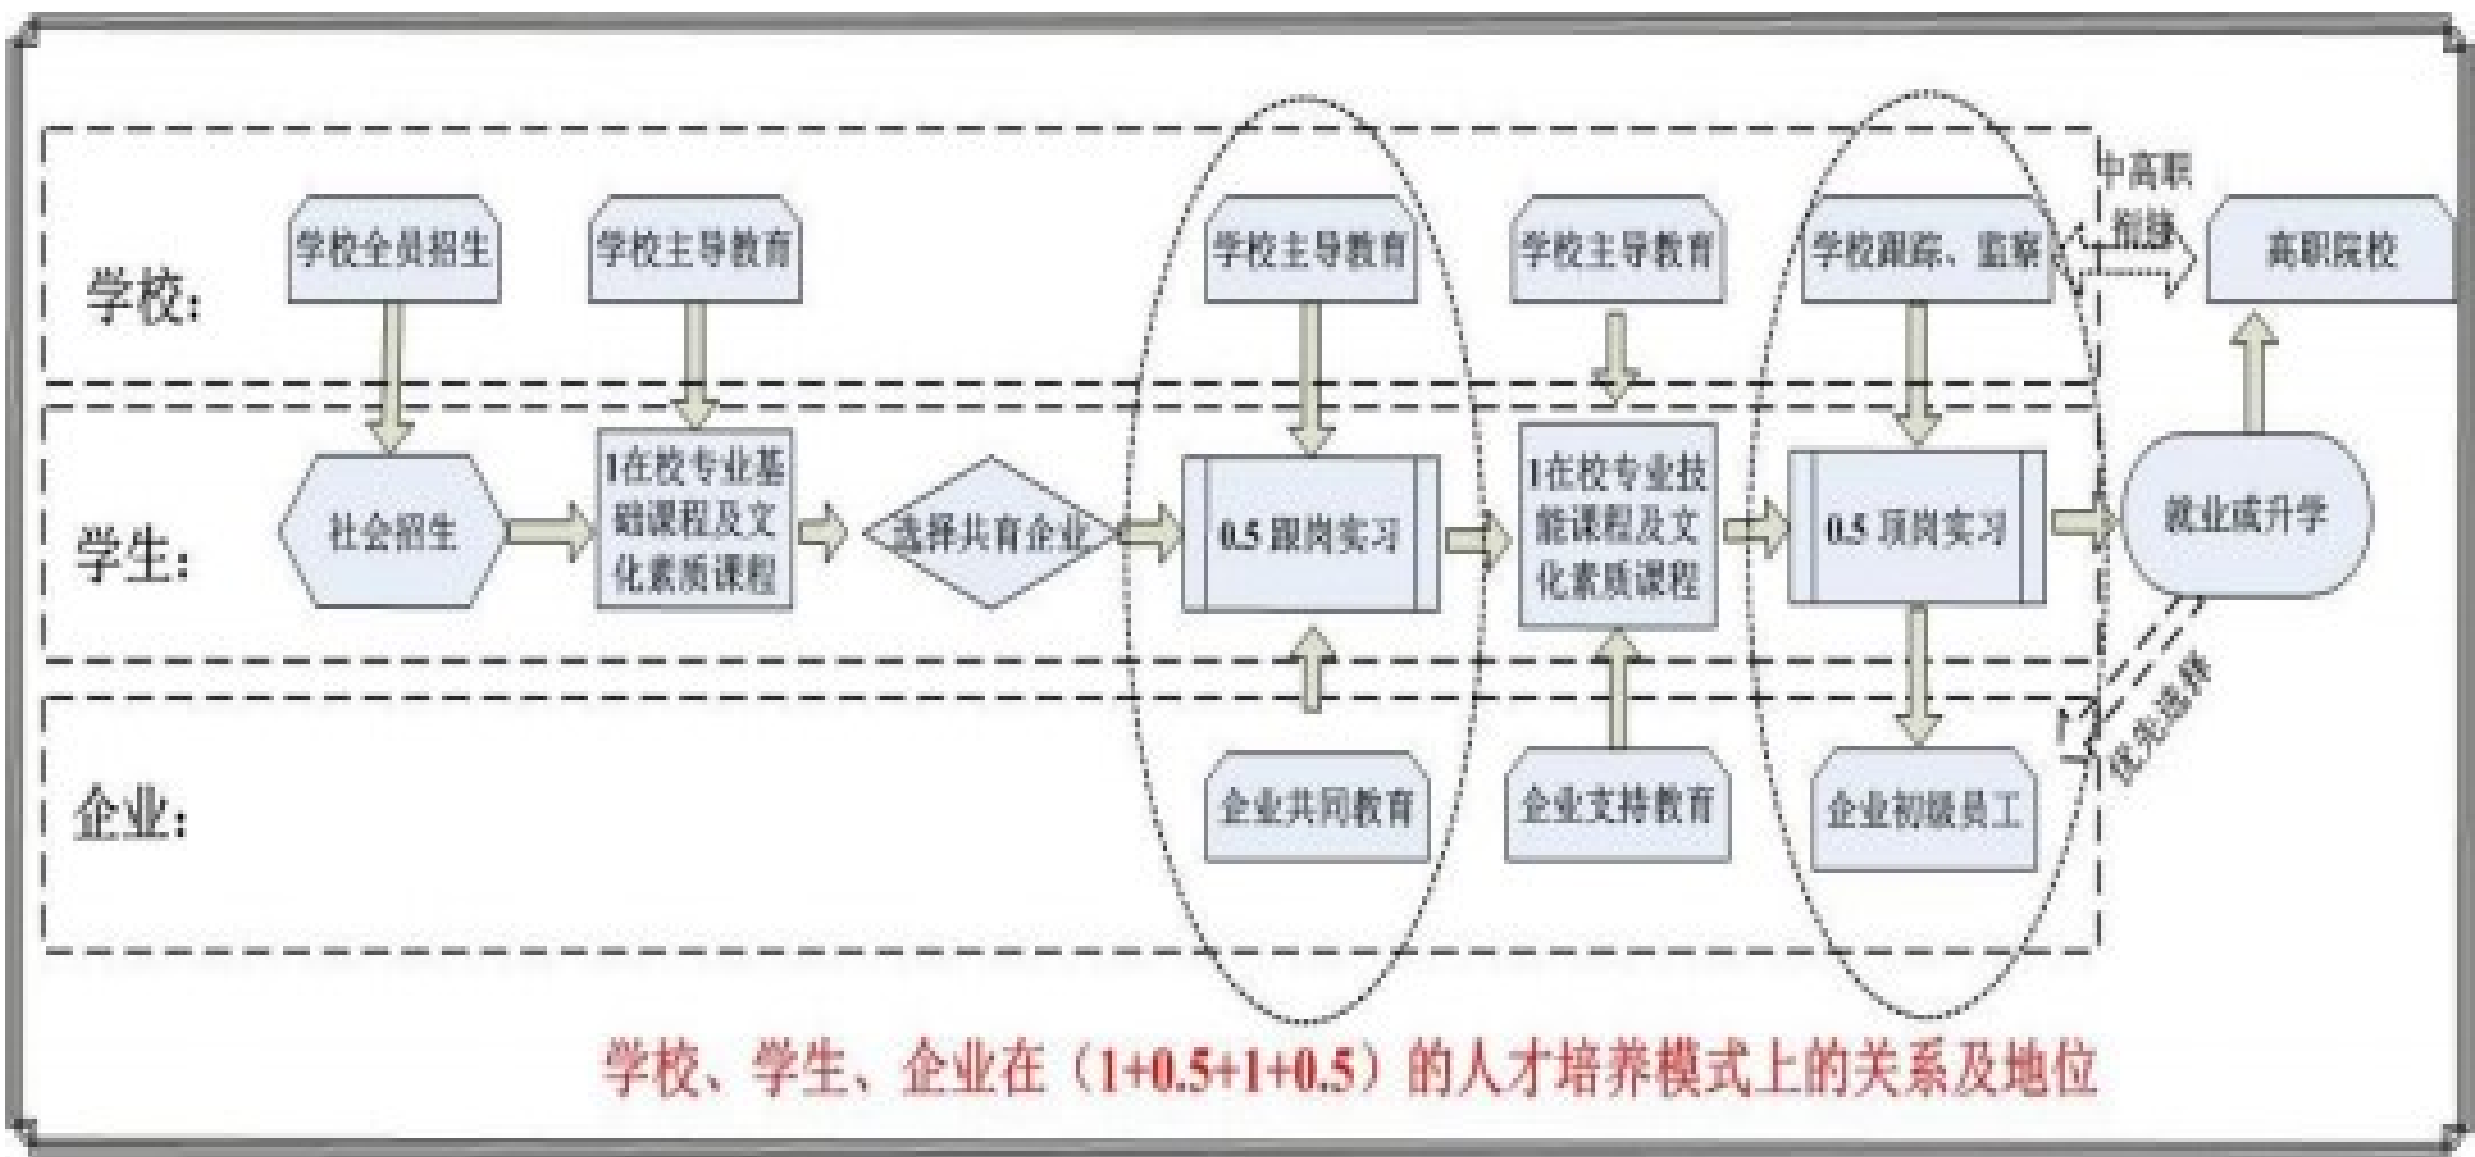 学校：
学校全员招生
学校主导教育
学校主导教育
学校主导教育
学校跟踪、监察
中高职
衔接
高职院校
学生：
社会招生
1在校专业基
础课程及文
化素质课程
选择共育企业
0.5 跟岗实习
1在校专业技
能课程及文
化素质课程
0.5 顶岗实习
就业或升学
优先选择
企业：
企业共同教育
企业支持教育
企业初级员工
学校、学生、企业在（1+0.5+1+0.5）的人才培养模式上的关系及地位